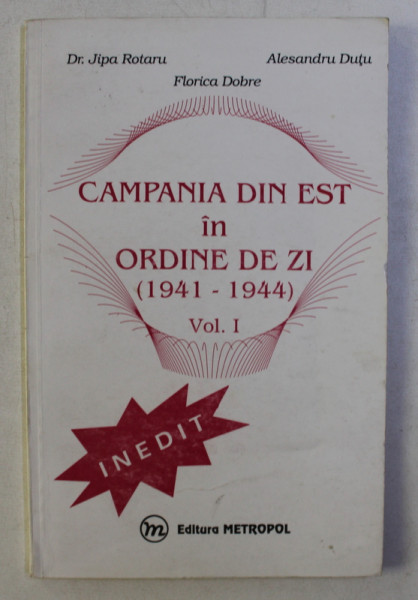 Dr. Jipa Rotaru Alesandru Duțu
Florica Dobre
CAMPANIA DIN EST
în
ORDINE DE ZI
(1941 - 1944)
Vol. I
INEDIT
m Editura METROPOL